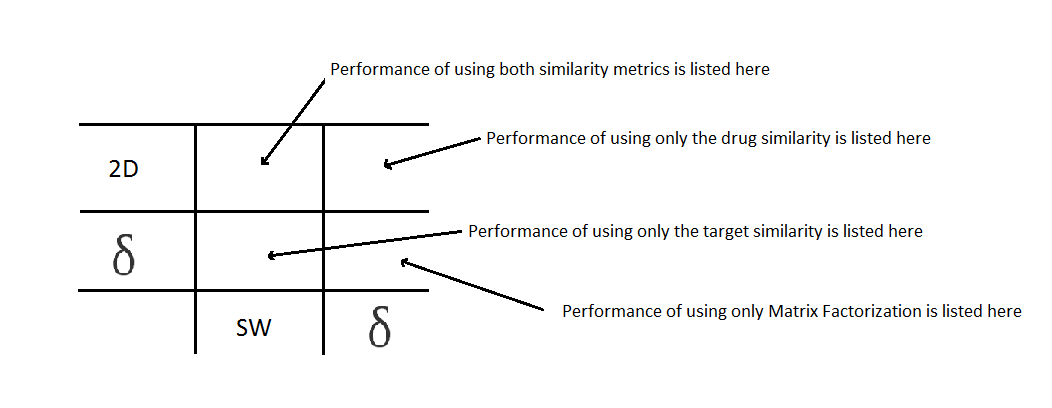 Performance of using both similarity metrics is listed here
Performance of using only the drug similarity is listed here
2D
Performance of using only the target similarity is listed here
δ
Performance of using only Matrix Factorization is listed here
SW
δ